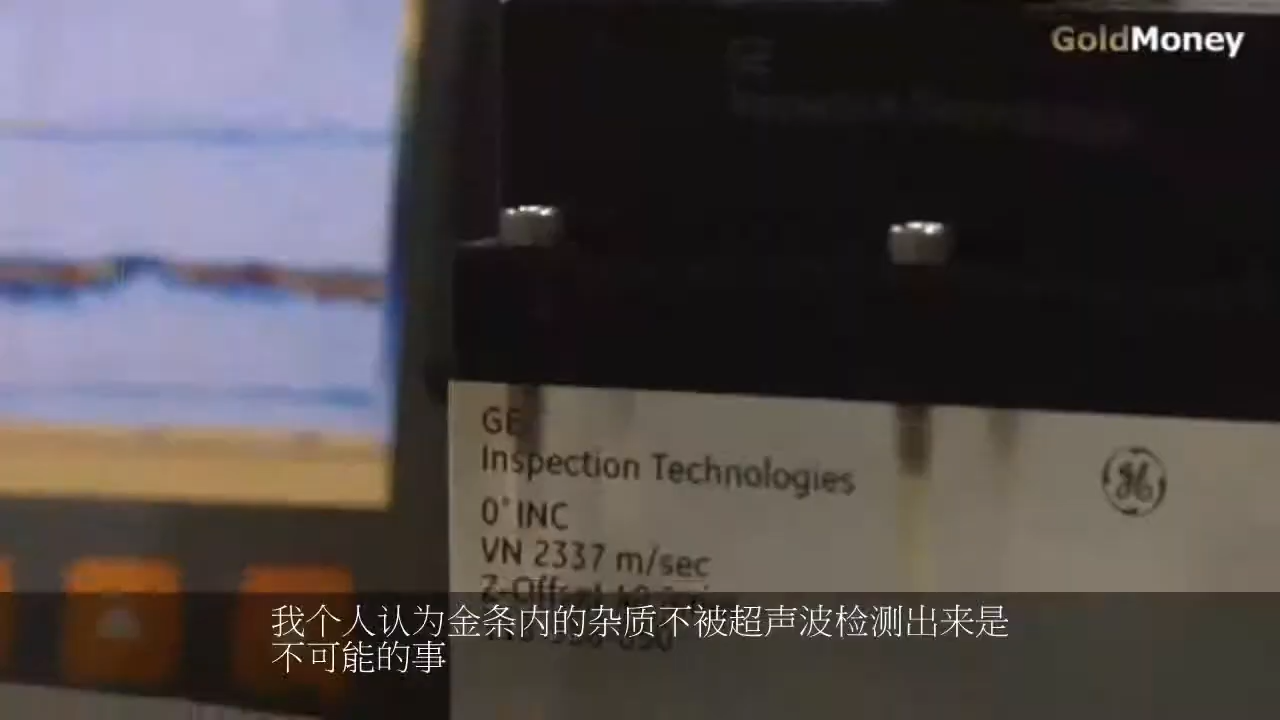 GoldMoney
GE
Inspection Technologies
0° INC
VN 2337 m/sec
Z-Offset
我个人认为金条内的杂质不被超声波检测出来是
不可能的事